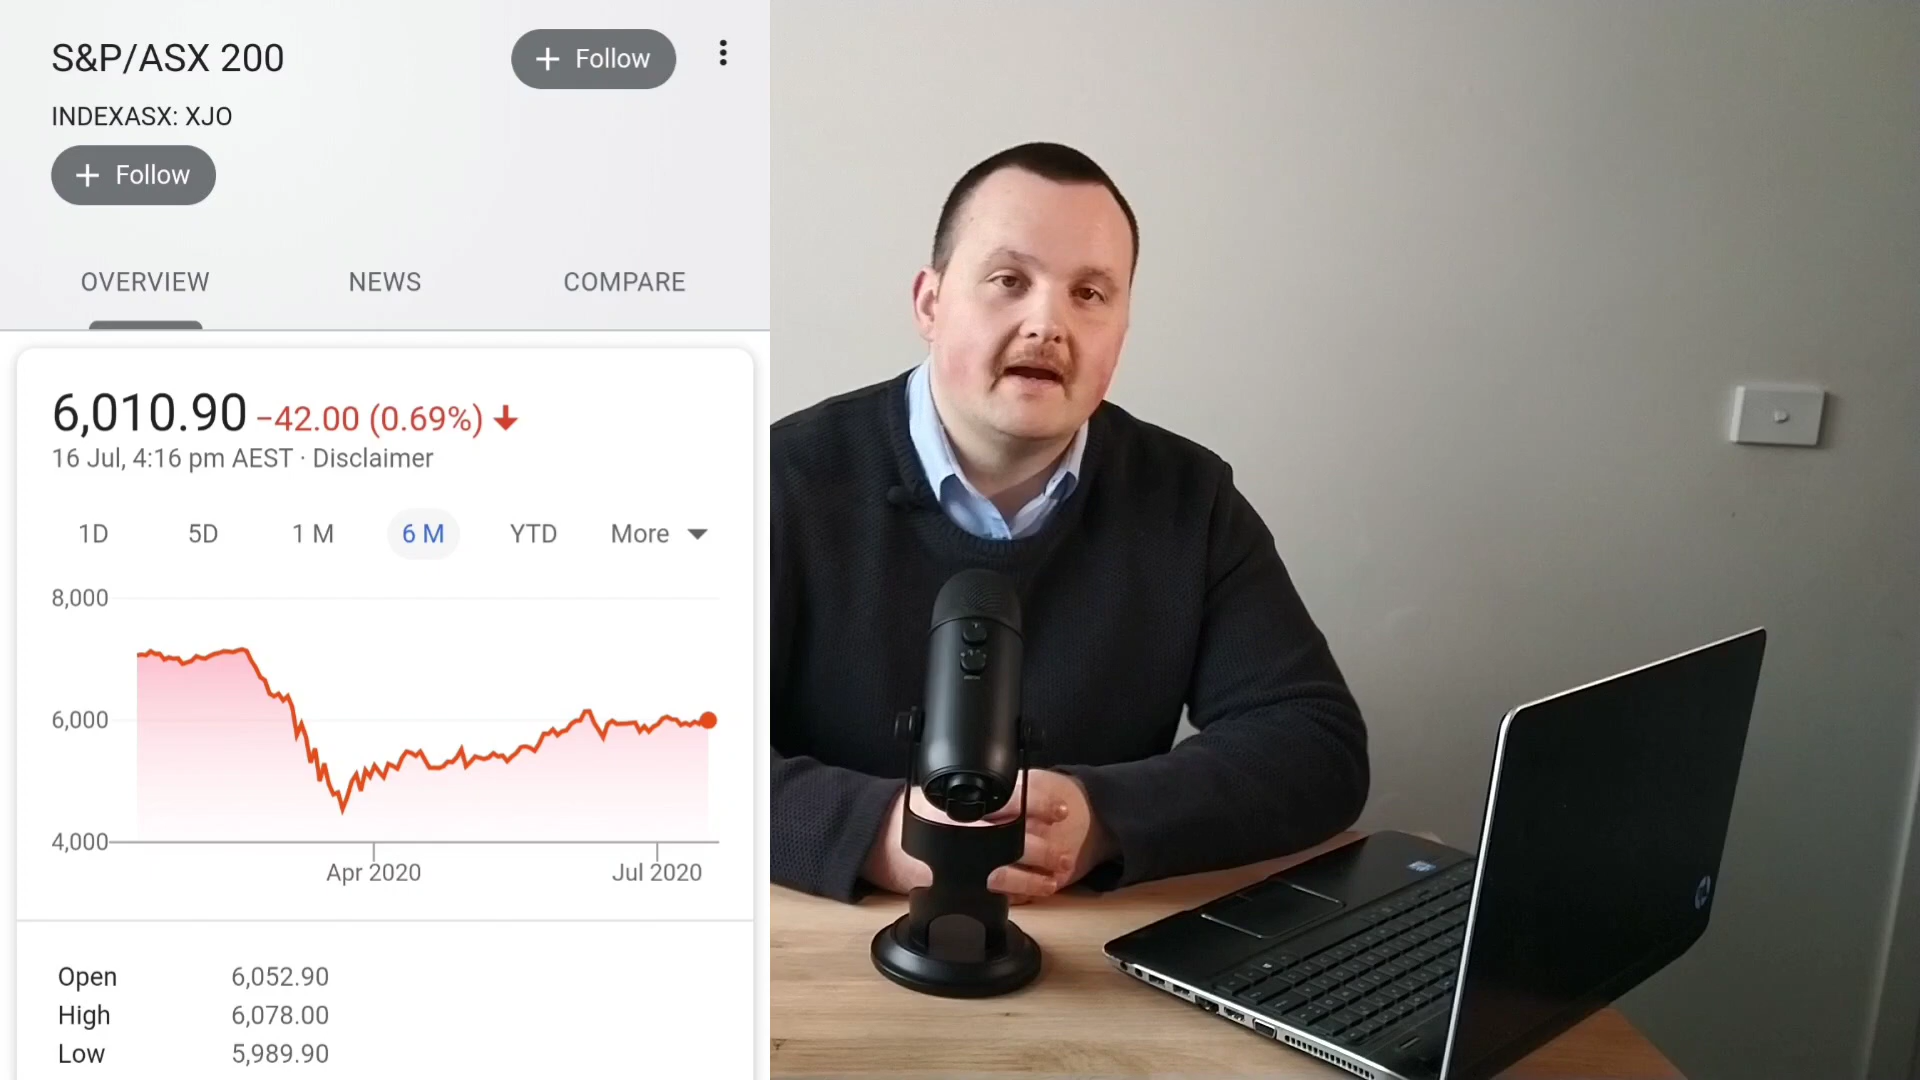 S&P/ASX 200
+ Follow
INDEXASX: XJO
+ Follow
OVERVIEW NEWS COMPARE
6,010.90 −42.00 (0.69%) ↓
16 Jul, 4:16 pm AEST · Disclaimer
1D 5D 1 M 6 M YTD More
8,000
6,000
4,000
Apr 2020 Jul 2020
Open 6,052.90
High 6,078.00
Low 5,989.90